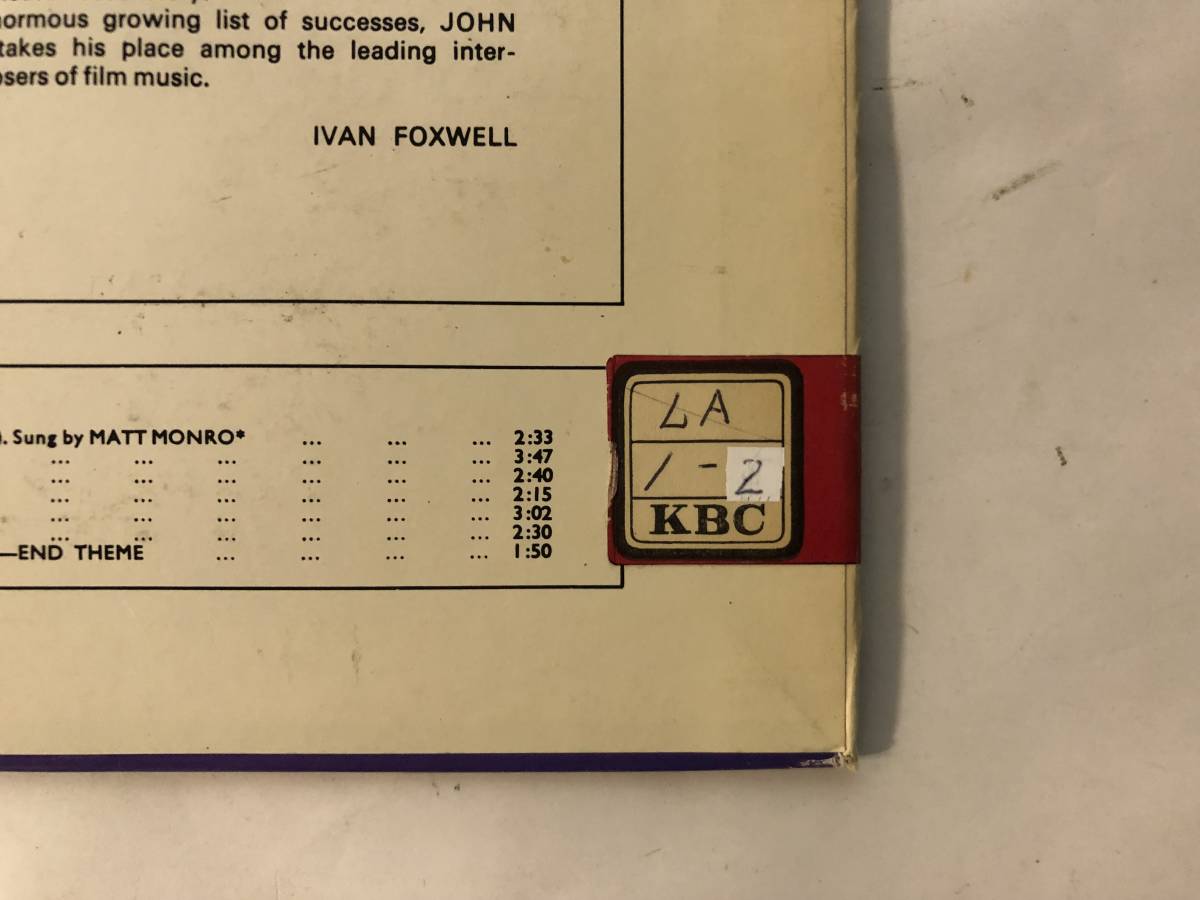 normous growing list of successes, JOHN
takes his place among the leading inter-
osers of film music.
IVAN FOXWELL
). Sung by MATT MONRO* ... ... ... 2:33
... ... ... ... ... ... 3:47
... ... ... ... ... ... 2:40
... ... ... ... ... ... 2:15
... ... ... ... ... ... 3:02
... ... ... ... ... ... 2:30
—END THEME ... ... ... ... 1:50
LA
1-2
KBC